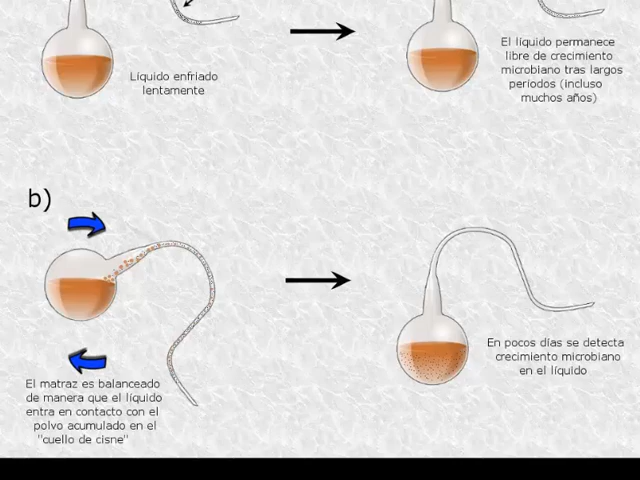 Líquido enfriado
lentamente
El líquido permanece
libre de crecimiento
microbiano tras largos
períodos (incluso
muchos años)
b)
El matraz es balanceado
de manera que el líquido
entra en contacto con el
polvo acumulado en el
"cuello de cisne"
En pocos días se detecta
crecimiento microbiano
en el líquido